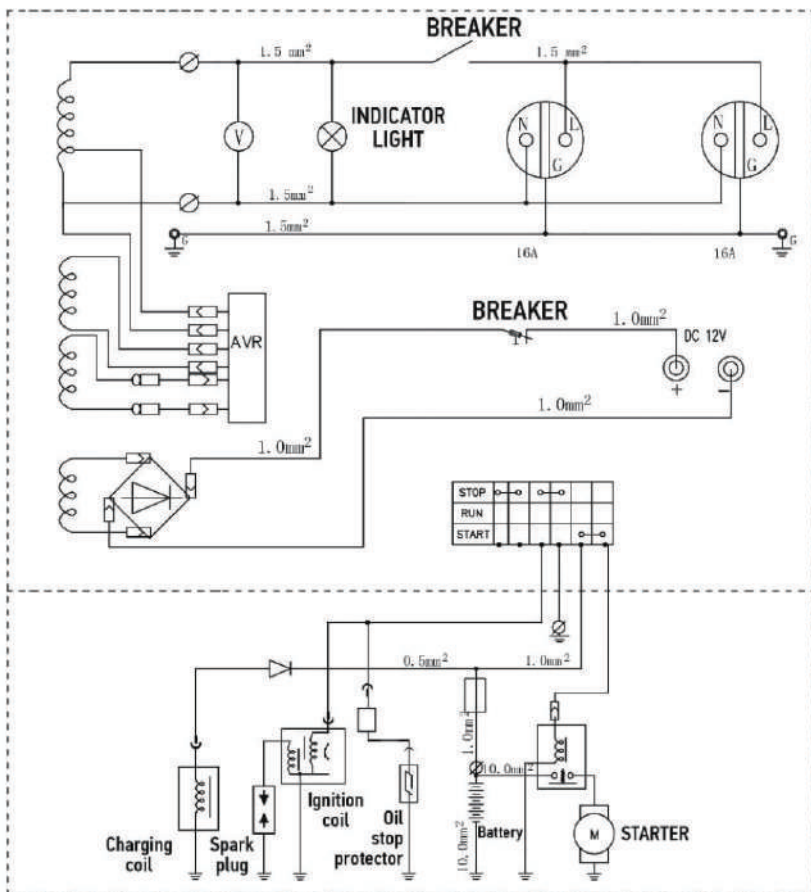 BREAKER
1.5 mm²
1.5 mm²
INDICATOR
LIGHT
V
N
L
G
N
L
G
1.5mm²
1.5mm²
G
G
16A
16A
AVR
BREAKER
1.0mm²
DC 12V
+
-
1.0mm²
1.0mm²
STOP
RUN
START
0.5mm²
1.0mm²
1.0mm²
10.0mm²
Ignition
coil
Oil
stop
protector
Battery
10.0mm²
M
STARTER
Charging
coil
Spark
plug